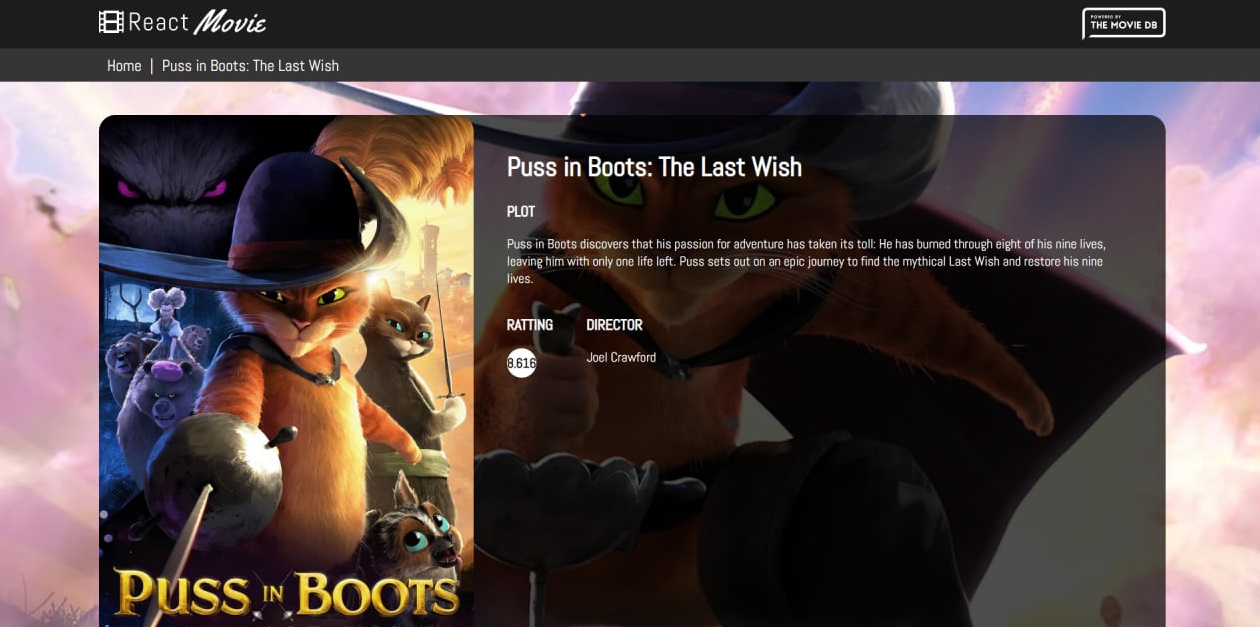 React Movie
POWERED BY
THE MOVIE DB
Home | Puss in Boots: The Last Wish
Puss in Boots: The Last Wish
PLOT
Puss in Boots discovers that his passion for adventure has taken its toll: He has burned through eight of his nine lives,
leaving him with only one life left. Puss sets out on an epic journey to find the mythical Last Wish and restore his nine
lives.
RATTING DIRECTOR
8.616 Joel Crawford
PUSS IN BOOTS